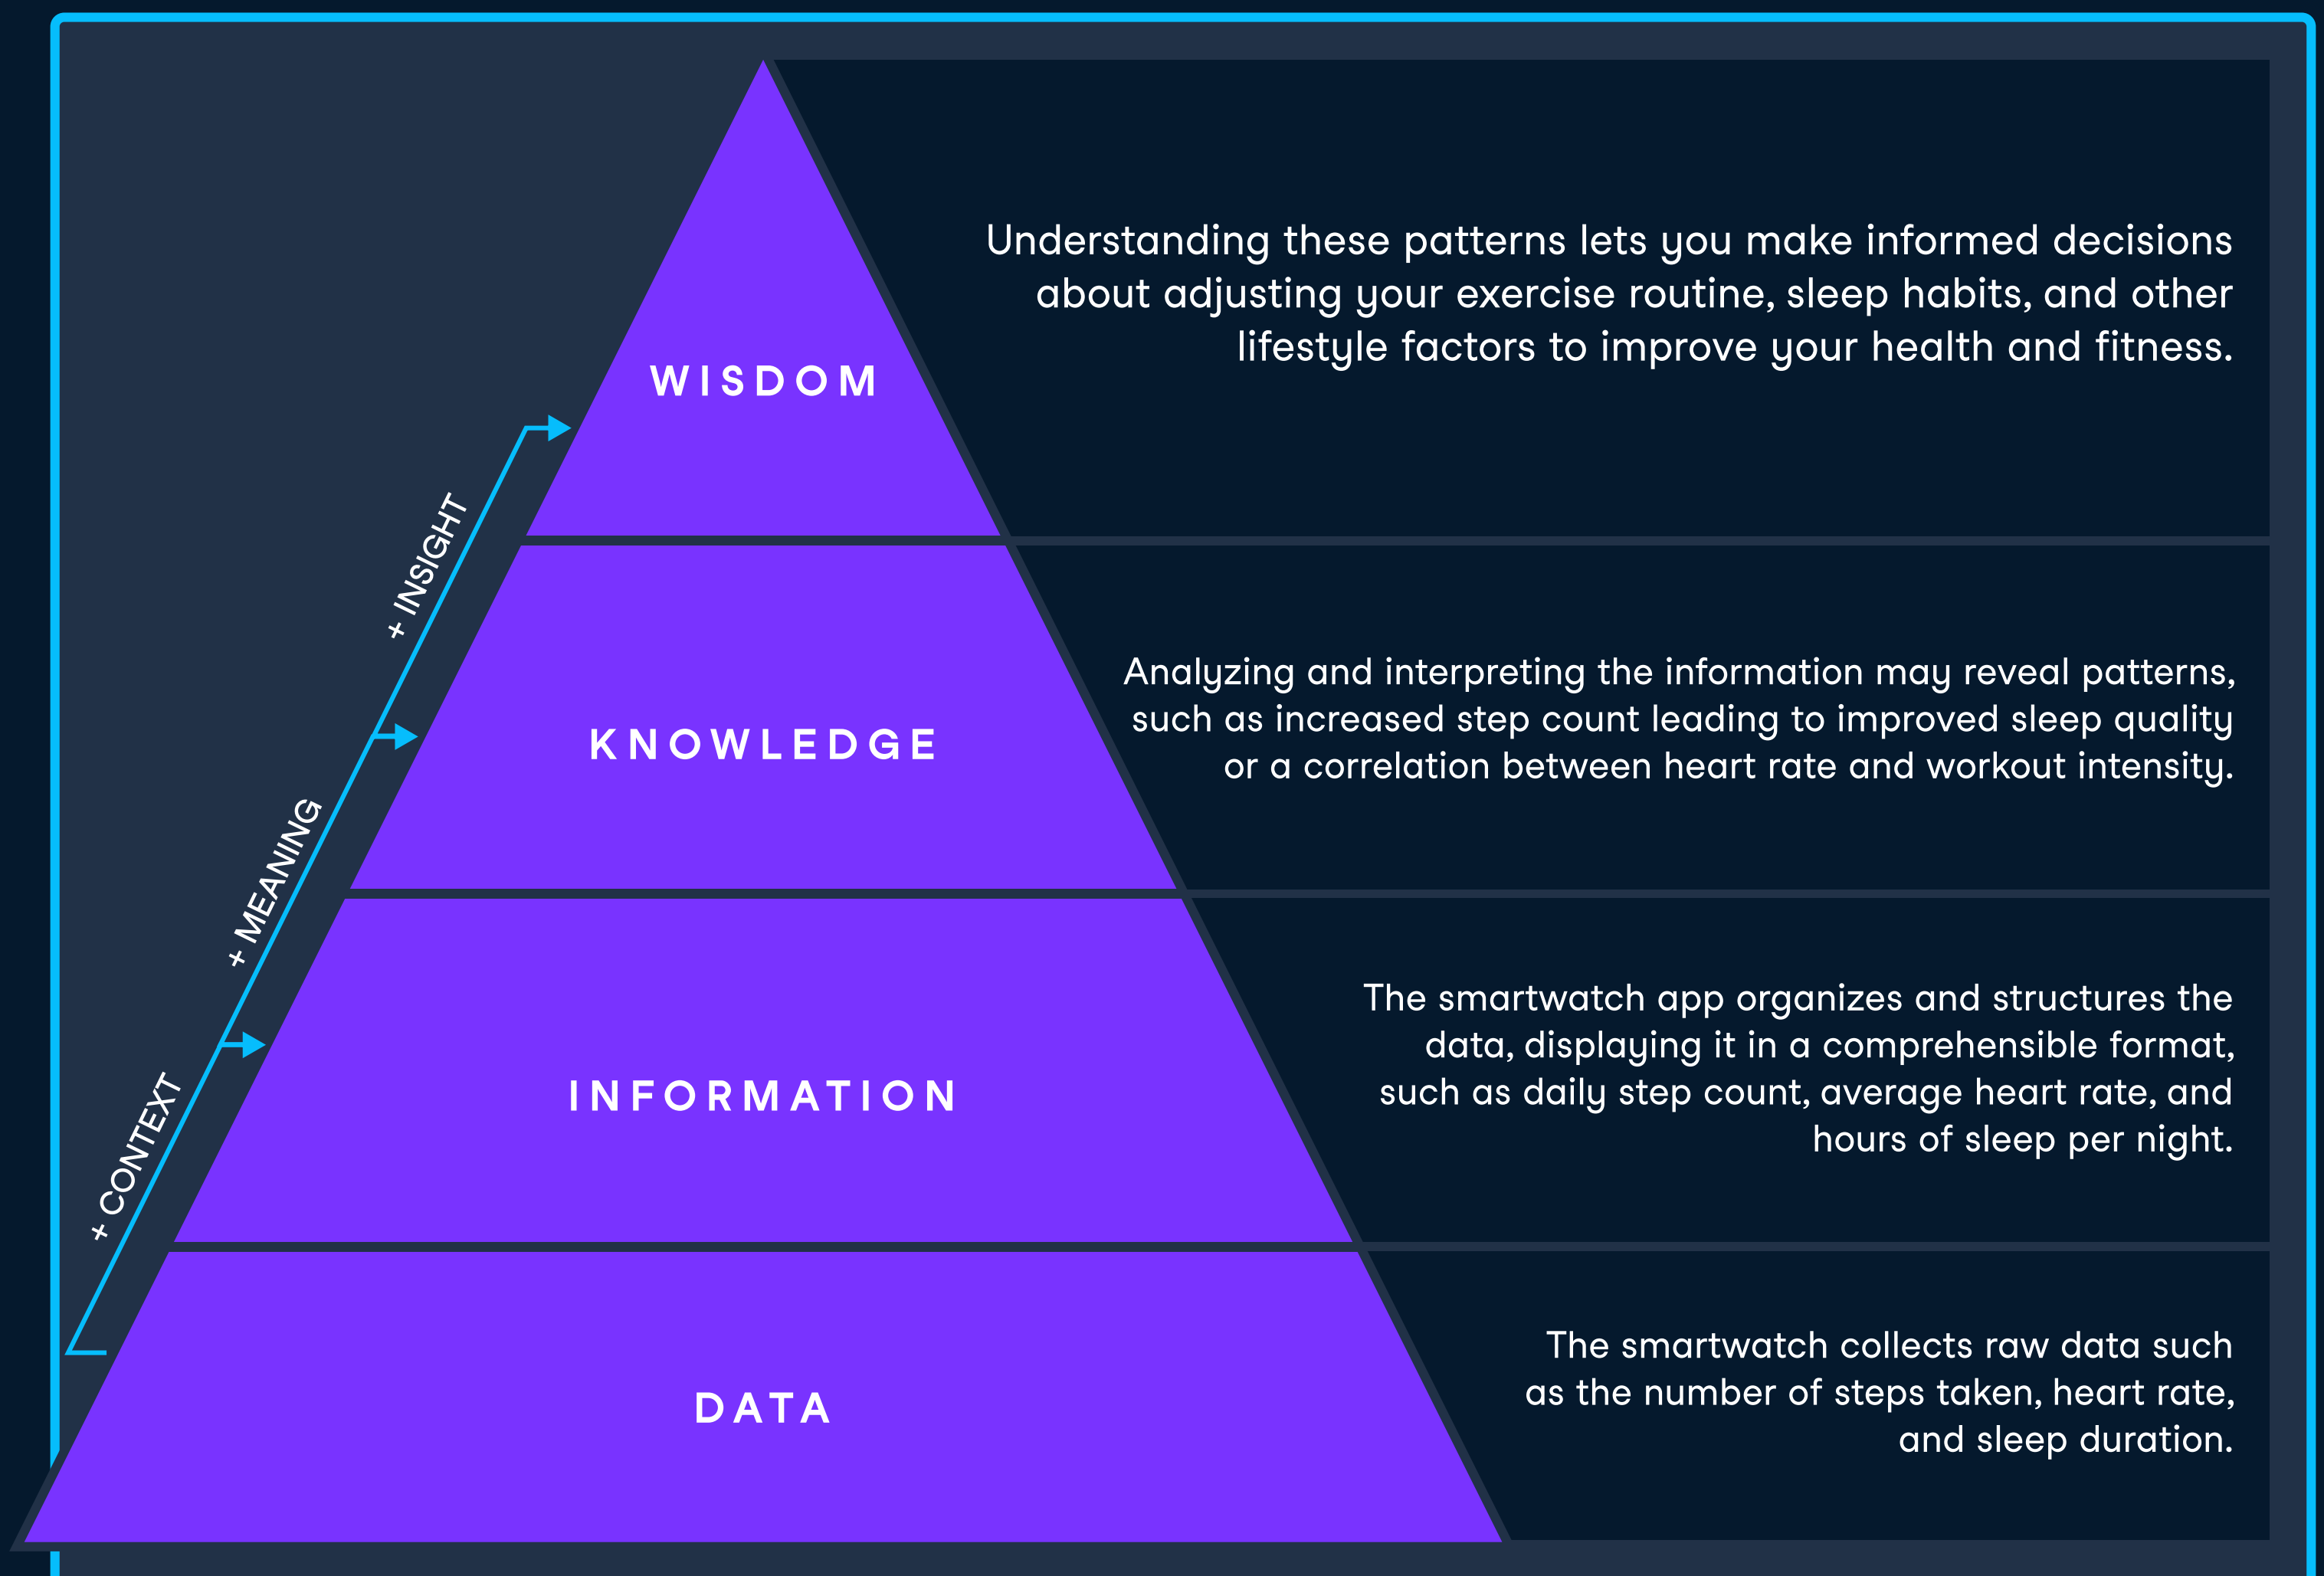 WISDOM
Understanding these patterns lets you make informed decisions
about adjusting your exercise routine, sleep habits, and other
lifestyle factors to improve your health and fitness.
+ INSIGHT
KNOWLEDGE
Analyzing and interpreting the information may reveal patterns,
such as increased step count leading to improved sleep quality
or a correlation between heart rate and workout intensity.
+ MEANING
INFORMATION
The smartwatch app organizes and structures the
data, displaying it in a comprehensible format,
such as daily step count, average heart rate, and
hours of sleep per night.
+ CONTEXT
DATA
The smartwatch collects raw data such
as the number of steps taken, heart rate,
and sleep duration.